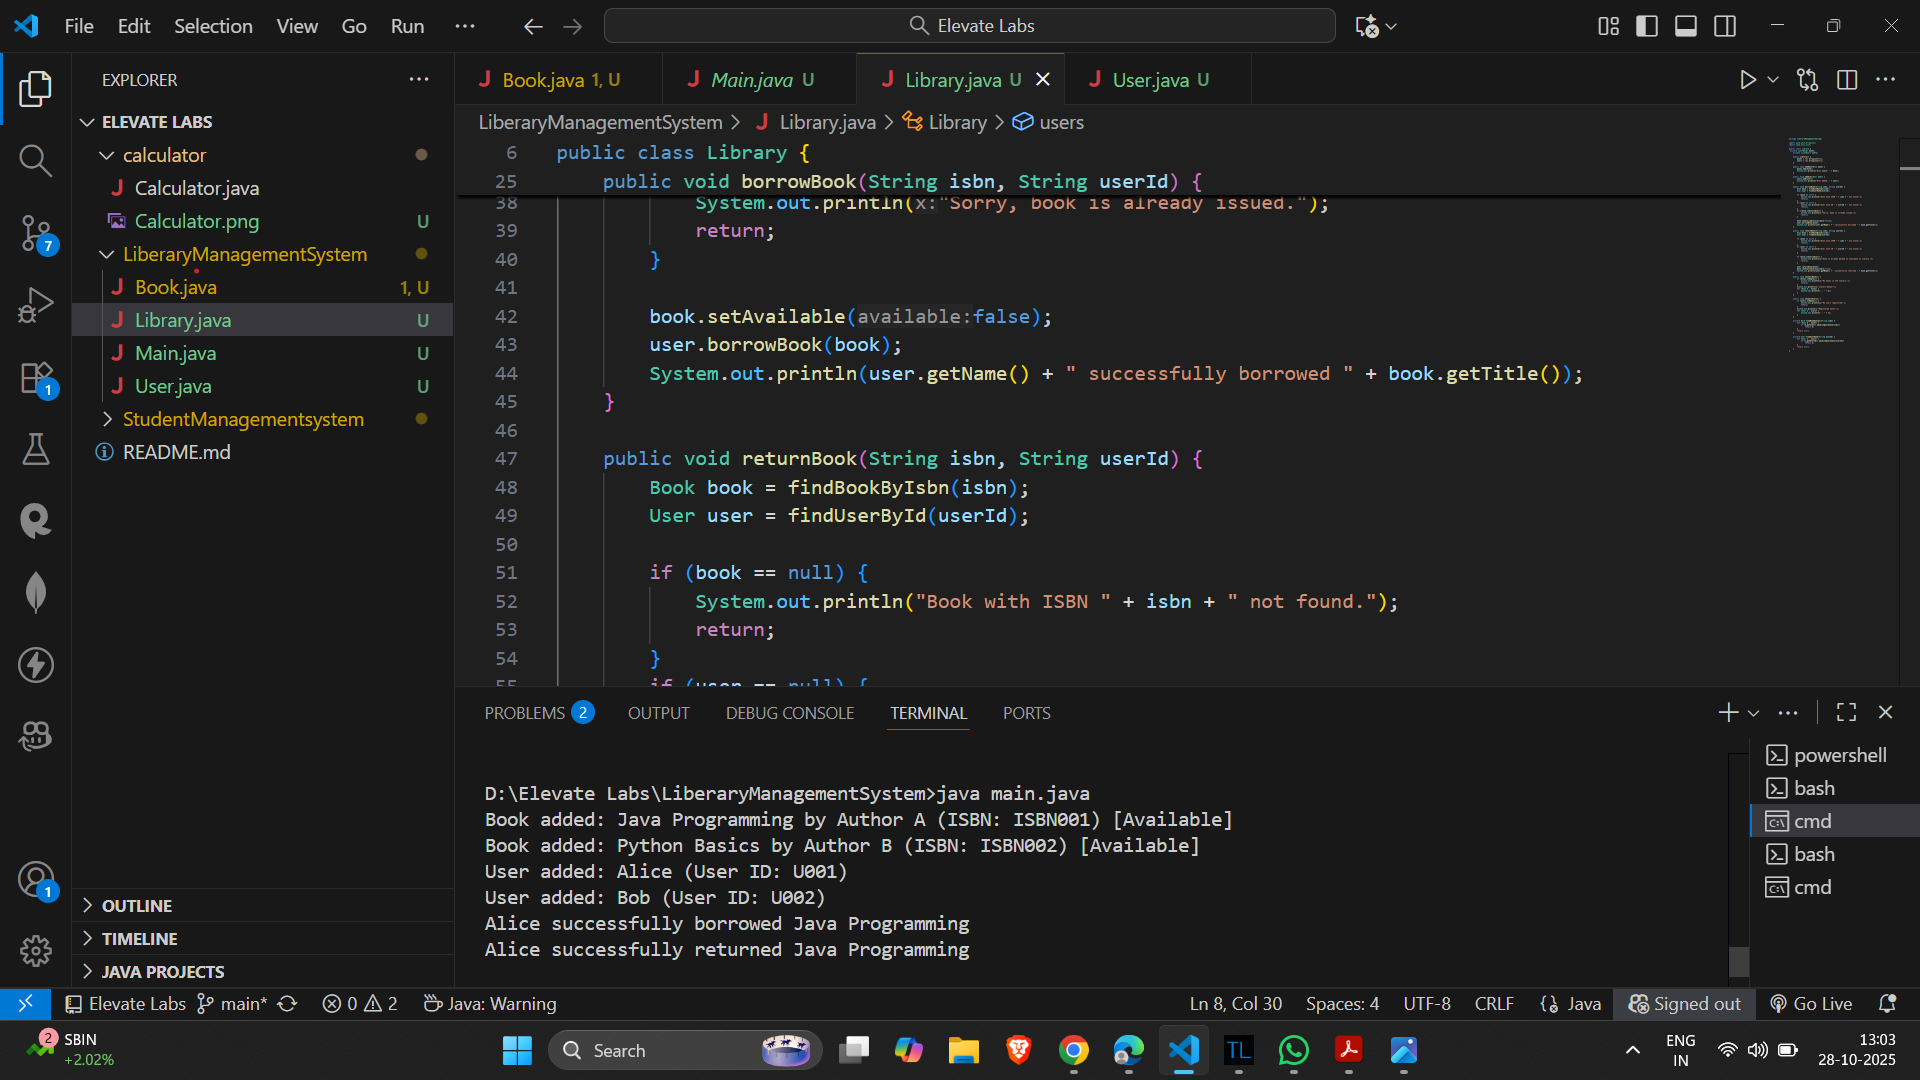 File Edit Selection View Go Run ··· Elevate Labs
EXPLORER
ELEVATE LABS
calculator
Calculator.java
Calculator.png U
LiberaryManagementSystem
Book.java 1, U
Library.java U
Main.java U
User.java U
StudentManagementsystem
README.md
OUTLINE
TIMELINE
JAVA PROJECTS
7
1
1
Book.java 1, U Main.java U Library.java U User.java U
LiberaryManagementSystem > Library.java > Library > users
6 public class Library {
25 public void borrowBook(String isbn, String userId) {
38 System.out.println(x:"Sorry, book is already issued.");
39 return;
40 }
41
42 book.setAvailable(available:false);
43 user.borrowBook(book);
44 System.out.println(user.getName() + " successfully borrowed " + book.getTitle());
45 }
46
47 public void returnBook(String isbn, String userId) {
48 Book book = findBookByIsbn(isbn);
49 User user = findUserById(userId);
50
51 if (book == null) {
52 System.out.println("Book with ISBN " + isbn + " not found.");
53 return;
54 }
55 if (user == null) {
PROBLEMS 2 OUTPUT DEBUG CONSOLE TERMINAL PORTS
D:\Elevate Labs\LiberaryManagementSystem>java main.java
Book added: Java Programming by Author A (ISBN: ISBN001) [Available]
Book added: Python Basics by Author B (ISBN: ISBN002) [Available]
User added: Alice (User ID: U001)
User added: Bob (User ID: U002)
Alice successfully borrowed Java Programming
Alice successfully returned Java Programming
powershell
bash
cmd
bash
cmd
Elevate Labs main* 0 2 Java: Warning Ln 8, Col 30 Spaces: 4 UTF-8 CRLF {} Java Signed out Go Live
2 SBIN
+2.02%
Search
TL
ENG
IN
13:03
28-10-2025